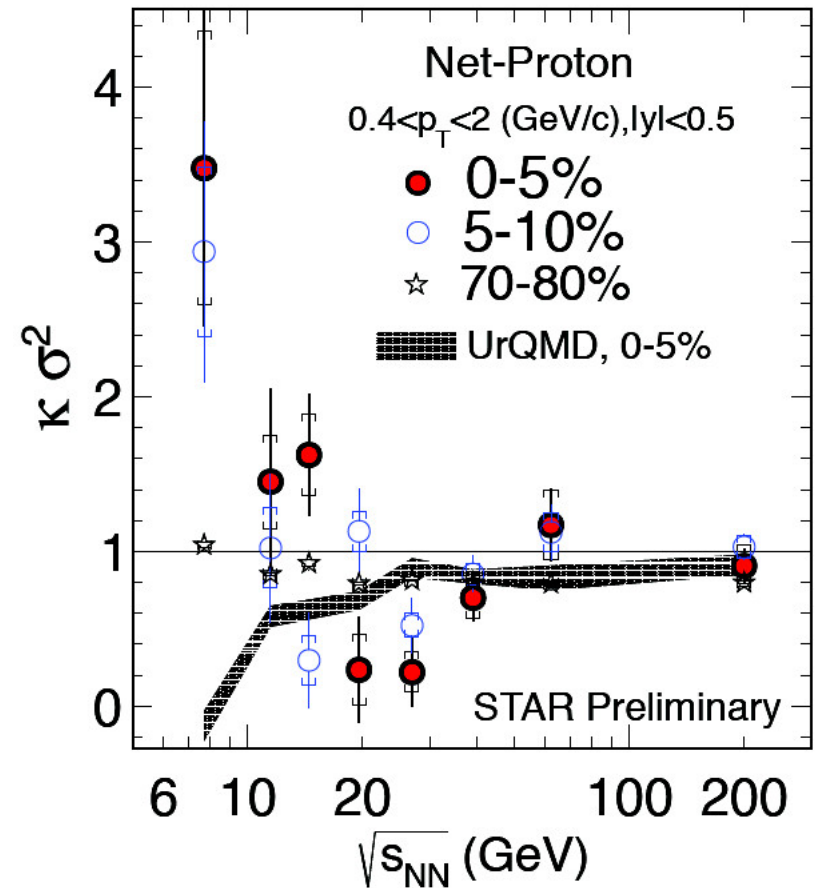 Net-Proton
0.4<p_T<2 (GeV/c),|y|<0.5
0-5%
5-10%
70-80%
UrQMD, 0-5%
κ σ²
4
3
2
1
0
STAR Preliminary
6 10 20 100 200
√s_NN (GeV)